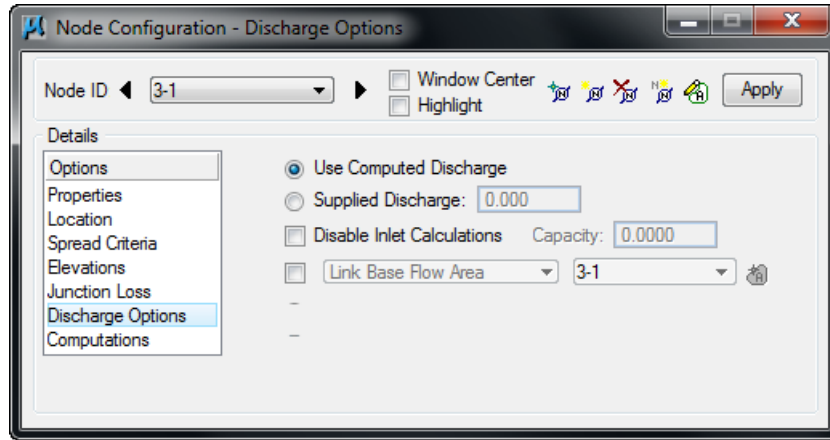 Node Configuration - Discharge Options
Node ID 3-1 Window Center Apply
Highlight
Details
Options
Properties
Location
Spread Criteria
Elevations
Junction Loss
Discharge Options
Computations
Use Computed Discharge
Supplied Discharge: 0.000
Disable Inlet Calculations Capacity: 0.0000
Link Base Flow Area 3-1
–
–